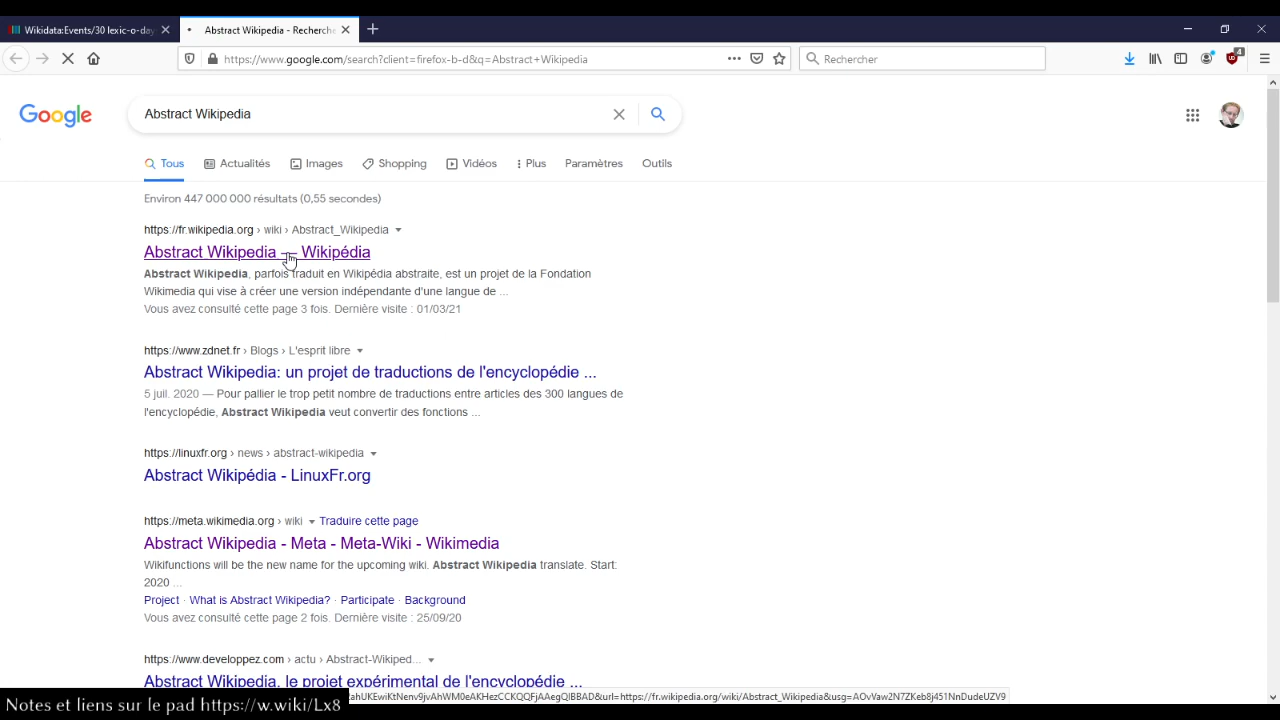 Wikidata:Events/30 lexic-o-day
Abstract Wikipedia - Recherche
https://www.google.com/search?client=firefox-b-d&q=Abstract+Wikipedia
Rechercher
4
Google
Abstract Wikipedia
Tous
Actualités
Images
Shopping
Vidéos
Plus
Paramètres
Outils
Environ 447 000 000 résultats (0,55 secondes)
https://fr.wikipedia.org › wiki › Abstract_Wikipedia
Abstract Wikipedia — Wikipédia
Abstract Wikipedia, parfois traduit en Wikipédia abstraite, est un projet de la Fondation
Wikimedia qui vise à créer une version indépendante d'une langue de ...
Vous avez consulté cette page 3 fois. Dernière visite : 01/03/21
https://www.zdnet.fr › Blogs › L'esprit libre
Abstract Wikipedia: un projet de traductions de l'encyclopédie ...
5 juil. 2020 — Pour pallier le trop petit nombre de traductions entre articles des 300 langues de
l'encyclopédie, Abstract Wikipedia veut convertir des fonctions ...
https://linuxfr.org › news › abstract-wikipedia
Abstract Wikipédia - LinuxFr.org
https://meta.wikimedia.org › wiki Traduire cette page
Abstract Wikipedia - Meta - Meta-Wiki - Wikimedia
Wikifunctions will be the new name for the upcoming wiki. Abstract Wikipedia translate. Start:
2020 ...
Project · What is Abstract Wikipedia? · Participate · Background
Vous avez consulté cette page 2 fois. Dernière visite : 25/09/20
https://www.developpez.com › actu › Abstract-Wikiped...
Abstract Wikipedia, le projet expérimental de l'encyclopédie ...
Notes et liens sur le pad https://w.wiki/Lx8